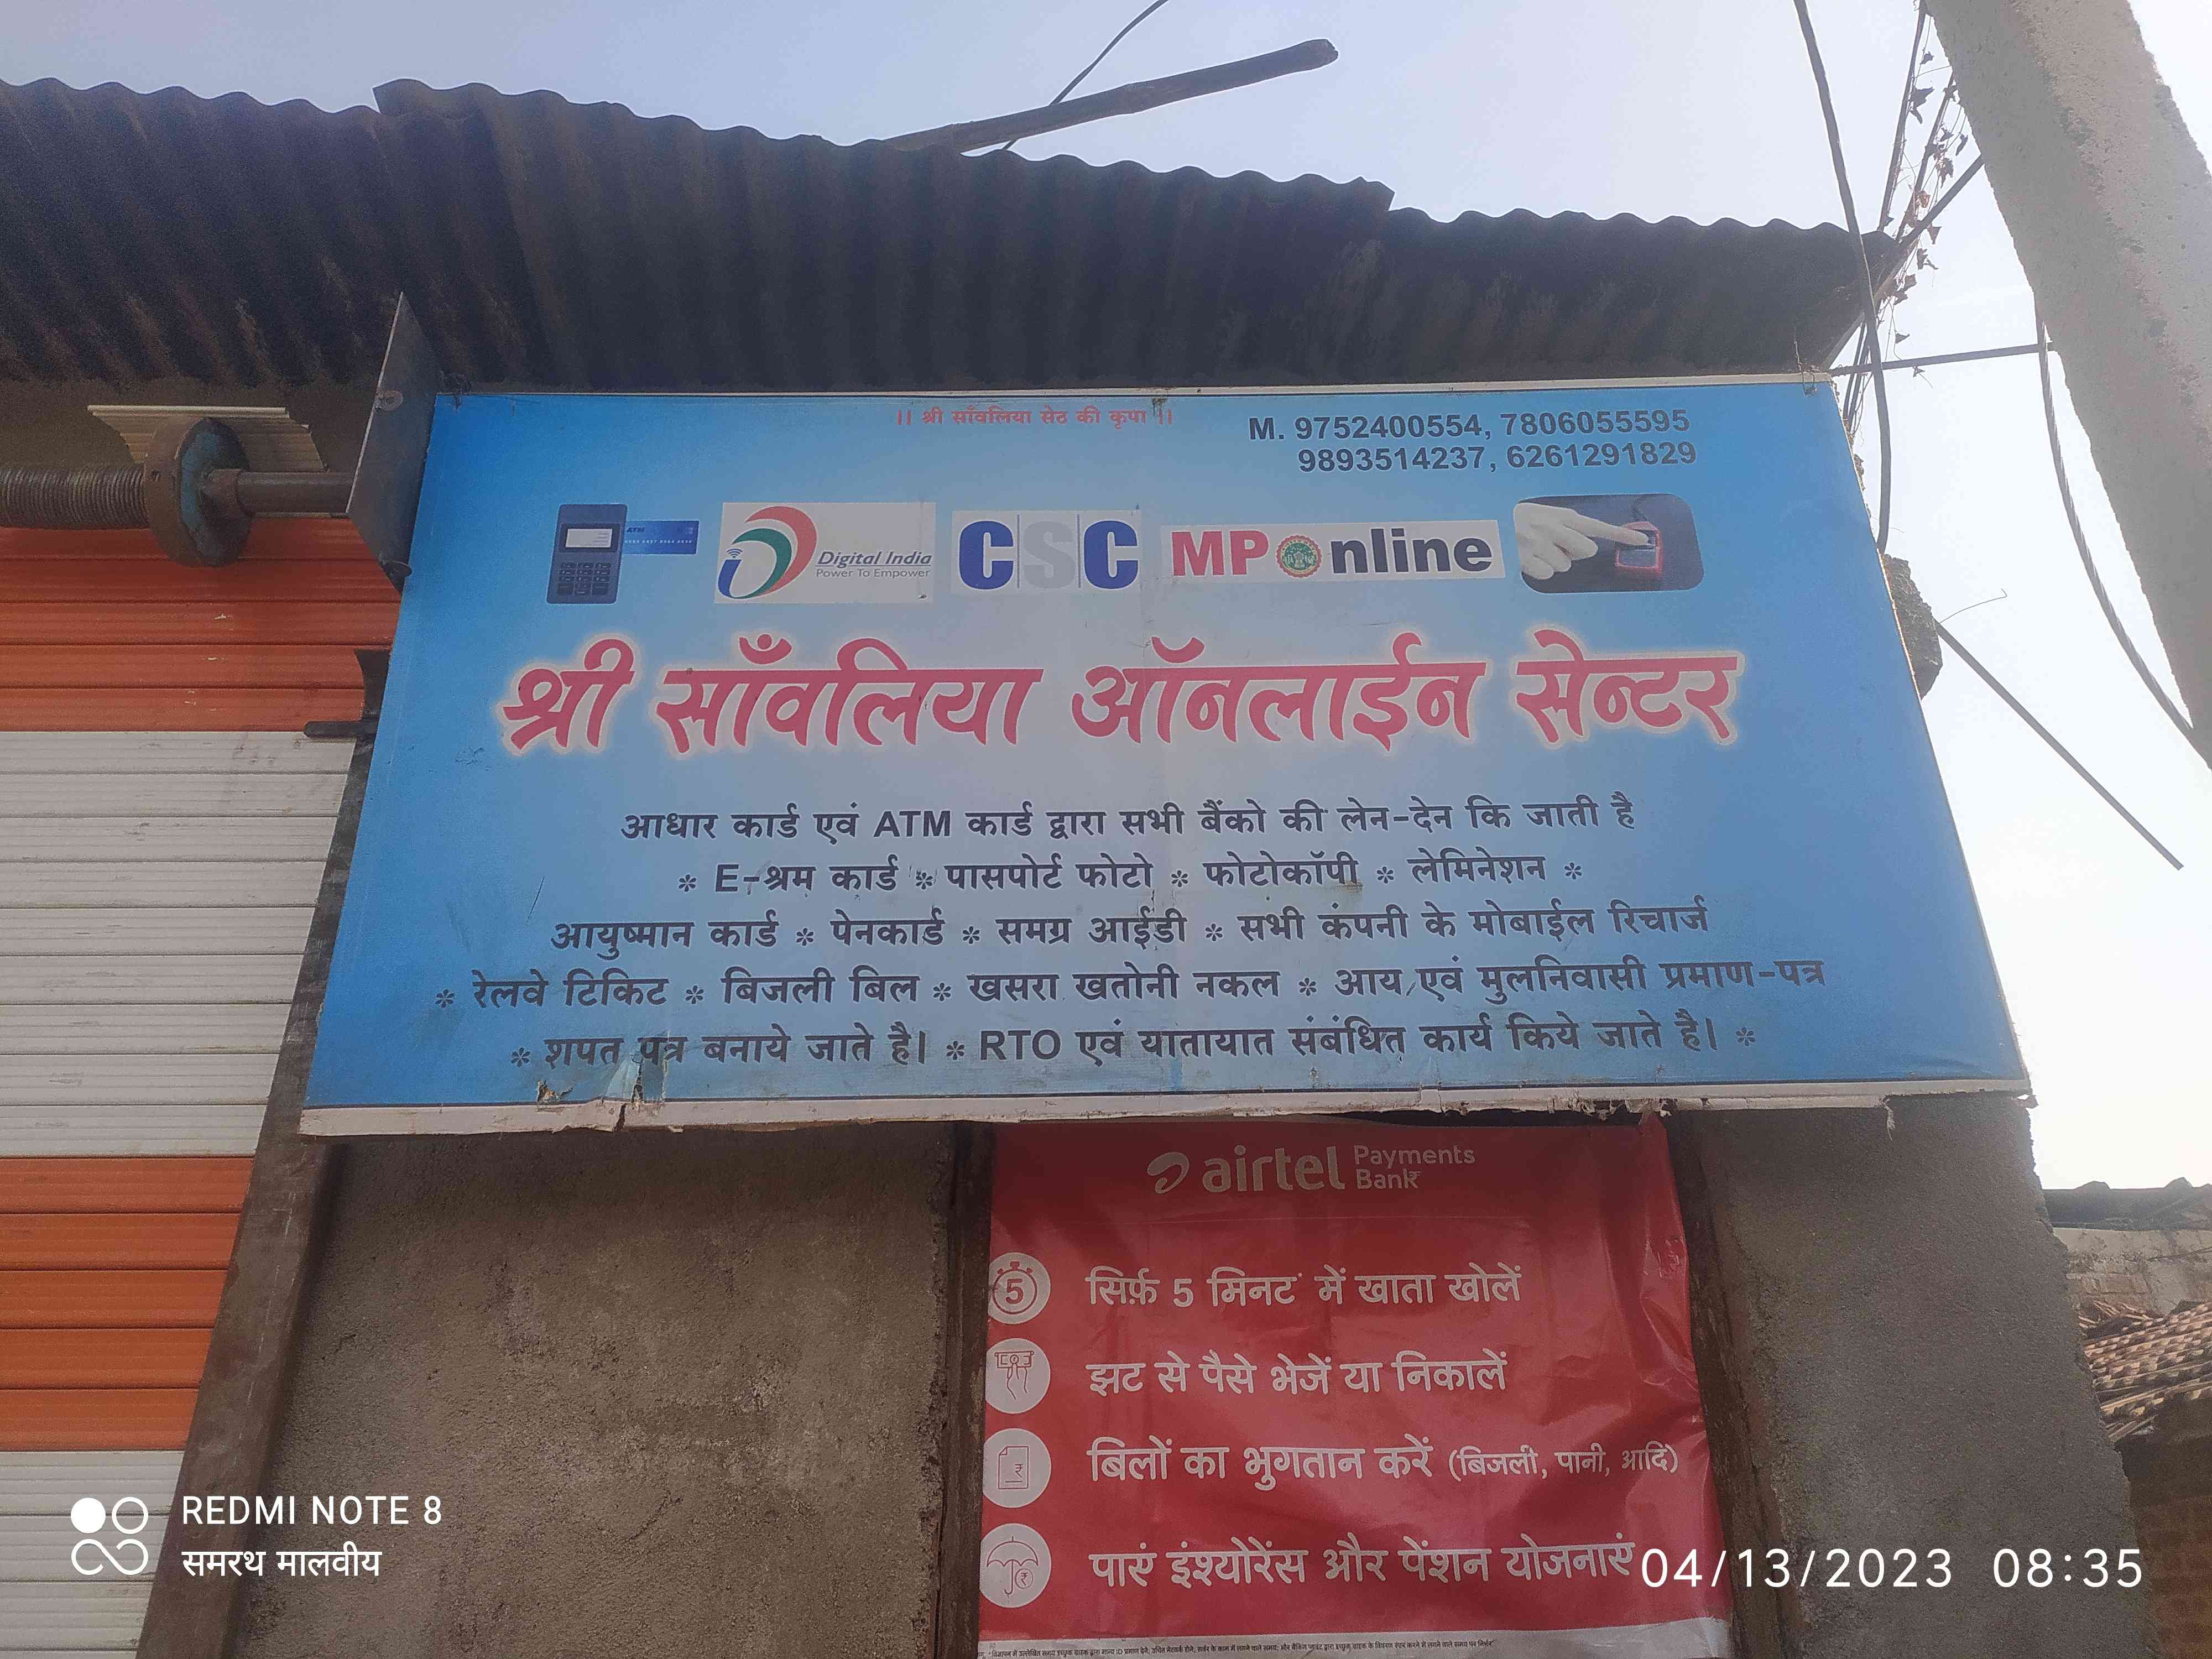 ।। श्री साँवलिया सेठ की कृपा ।।
M. 9752400554, 7806055595
9893514237, 6261291829
ATM
Digital India
Power To Empower
CSC
MPOnline
श्री साँवलिया ऑनलाईन सेन्टर
आधार कार्ड एवं ATM कार्ड द्वारा सभी बैंको की लेन-देन कि जाती है
* E-श्रम कार्ड * पासपोर्ट फोटो * फोटोकॉपी * लेमिनेशन *
आयुष्मान कार्ड * पेनकार्ड * समग्र आईडी * सभी कंपनी के मोबाईल रिचार्ज
* रेलवे टिकिट * बिजली बिल * खसरा खतोनी नकल * आय एवं मुलनिवासी प्रमाण-पत्र
* शपत पत्र बनाये जाते है। * RTO एवं यातायात संबंधित कार्य किये जाते है। *
airtel Payments
Bank
5 सिर्फ़ 5 मिनट में खाता खोलें
झट से पैसे भेजें या निकालें
बिलों का भुगतान करें (बिजली, पानी, आदि)
पाएं इंश्योरेंस और पेंशन योजनाएं
REDMI NOTE 8
समरथ मालवीय
04/13/2023 08:35